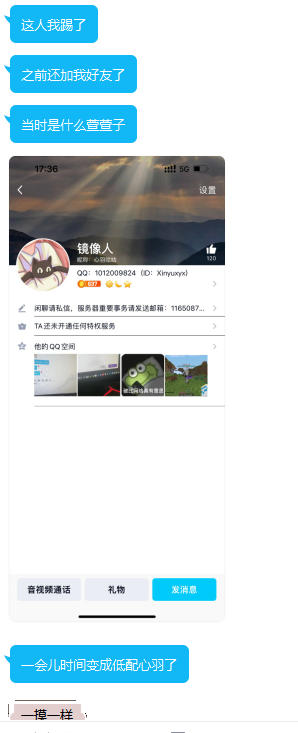 这人我踢了
之前还加我好友了
当时是什么萱萱子
17:36
5G
设置
镜像人
昵称：心羽咕咕
120
QQ：1012009824（ID：Xinyuxyx）
637
闲聊请私信，服务器重要事务请发送邮箱：1165087...
TA还未开通任何特权服务
他的QQ空间
音视频通话
礼物
发消息
一会儿时间变成低配心羽了
一摸一样